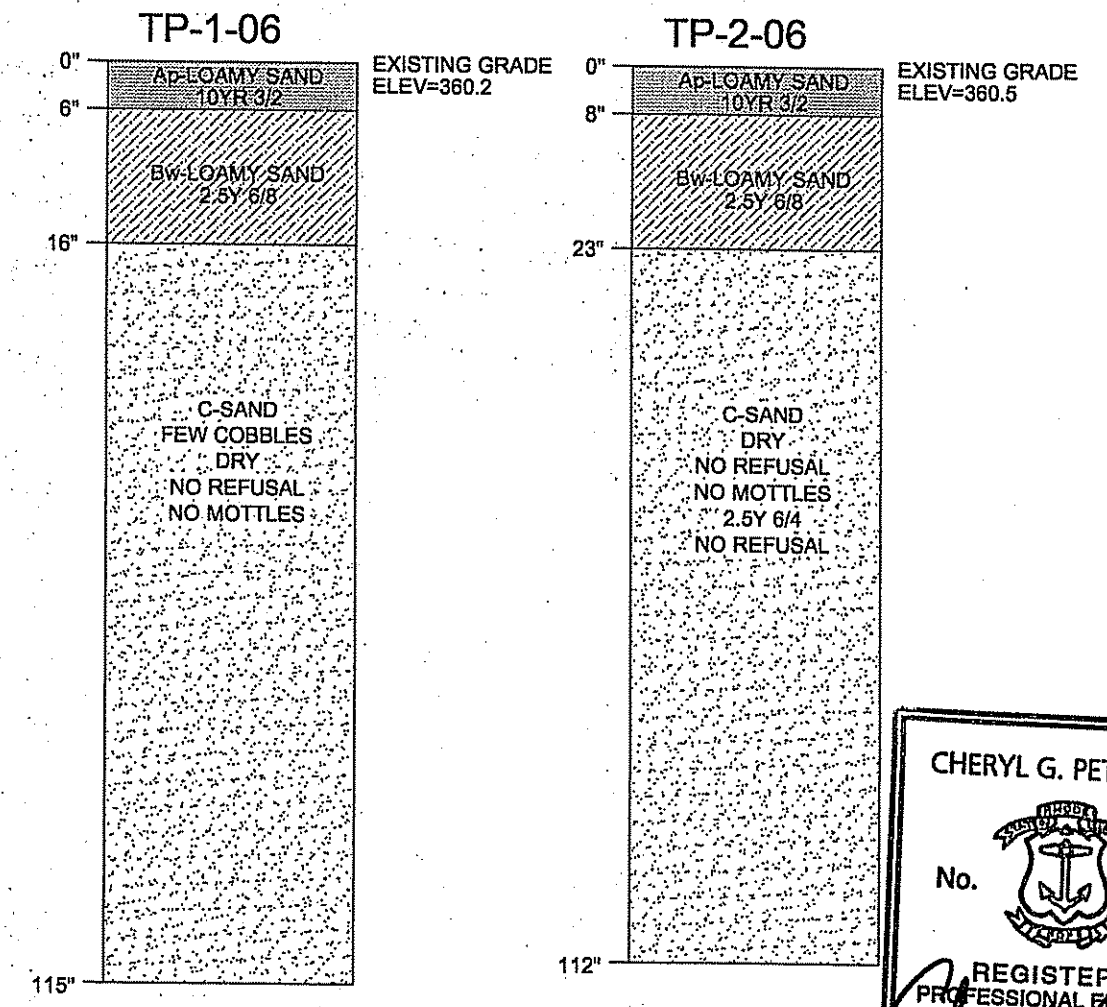 TP-1-06
0"
Ap-LOAMY SAND
10YR 3/2
EXISTING GRADE
ELEV=360.2
6"
Bw-LOAMY SAND
2.5Y 6/8
16"
C-SAND
FEW COBBLES
DRY
NO REFUSAL
NO MOTTLES
115"
TP-2-06
0"
Ap-LOAMY SAND
10YR 3/2
EXISTING GRADE
ELEV=360.5
8"
Bw-LOAMY SAND
2.5Y 6/8
23"
C-SAND
DRY
NO REFUSAL
NO MOTTLES
2.5Y 6/4
NO REFUSAL
112"
CHERYL G. PET
RHODE
No.
REGISTER
PROFESSIONAL E